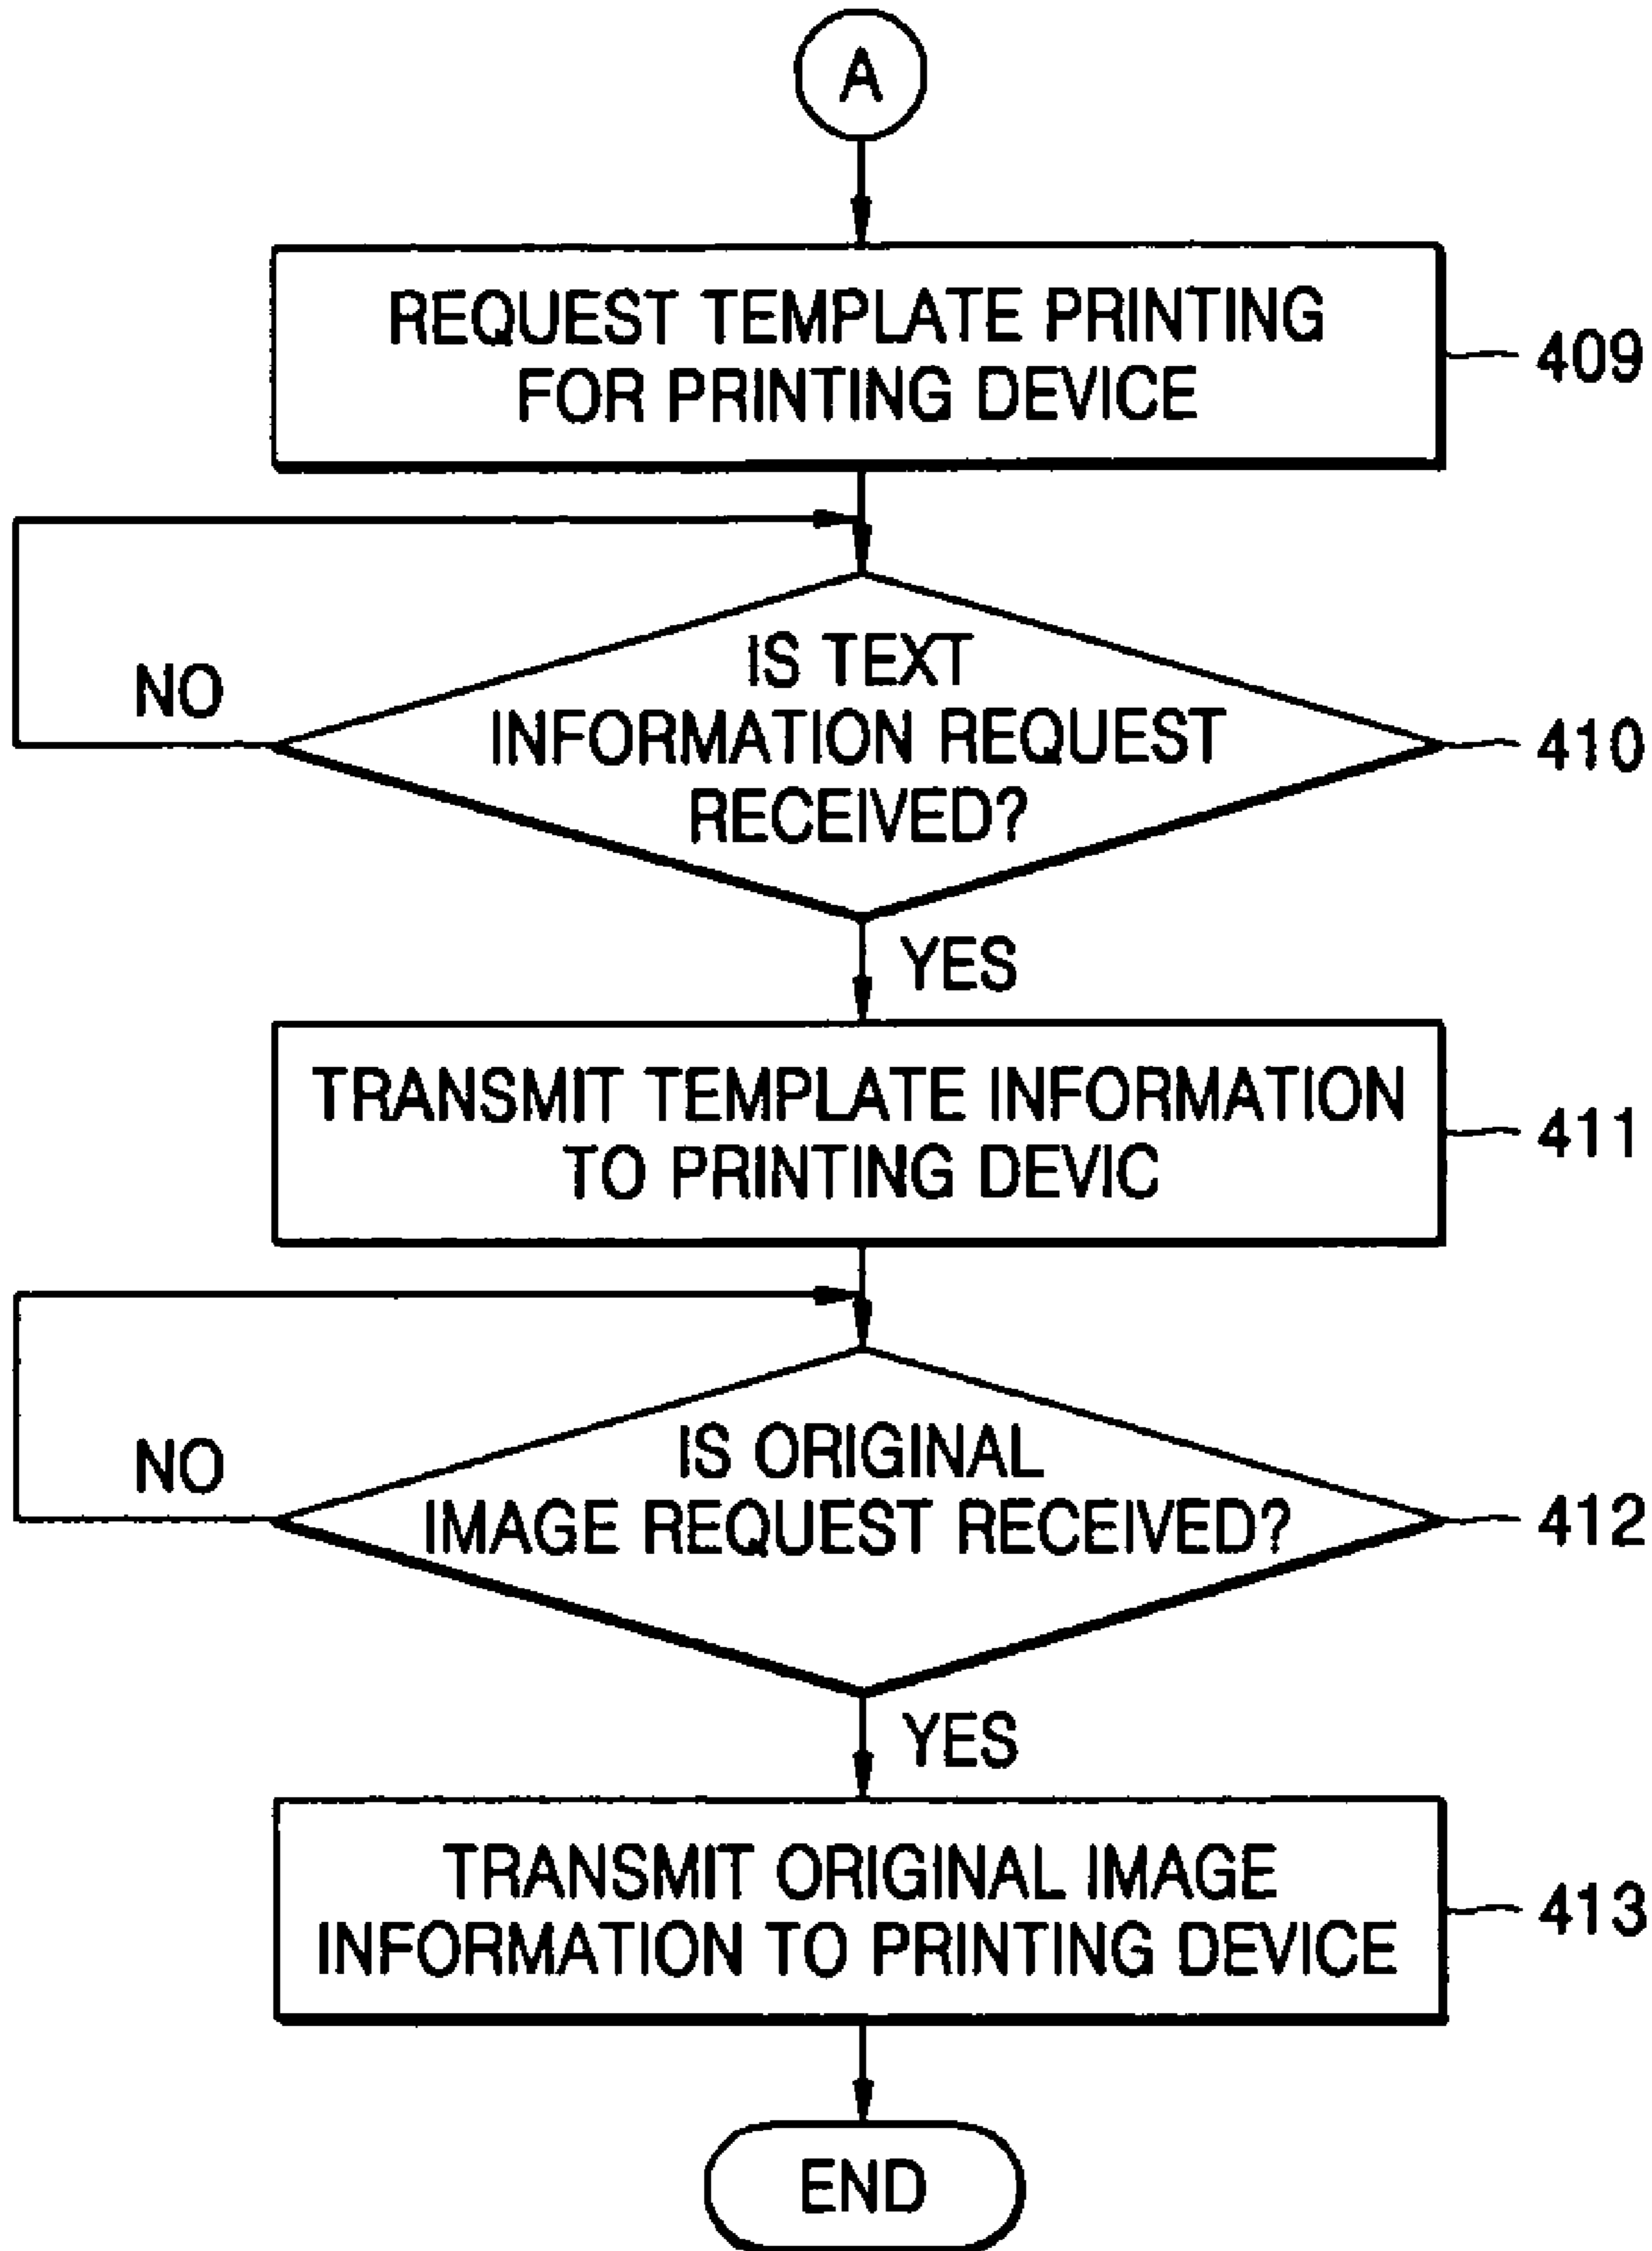 A
REQUEST TEMPLATE PRINTING
FOR PRINTING DEVICE
409
IS TEXT
INFORMATION REQUEST
RECEIVED?
NO
410
YES
TRANSMIT TEMPLATE INFORMATION
TO PRINTING DEVIC
411
IS ORIGINAL
IMAGE REQUEST RECEIVED?
NO
412
YES
TRANSMIT ORIGINAL IMAGE
INFORMATION TO PRINTING DEVICE
413
END